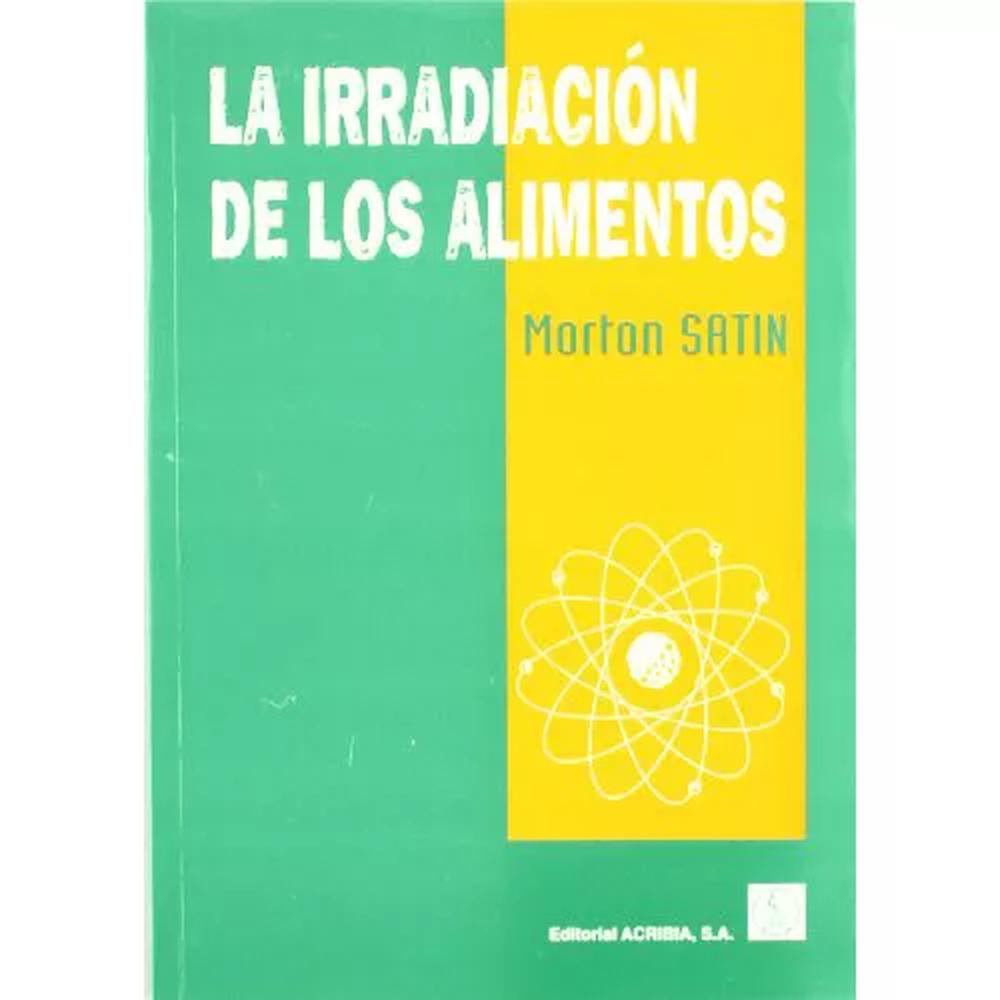 LA IRRADIACIÓN
DE LOS ALIMENTOS
Morton SATIN
Editorial ACRIBIA, S.A.